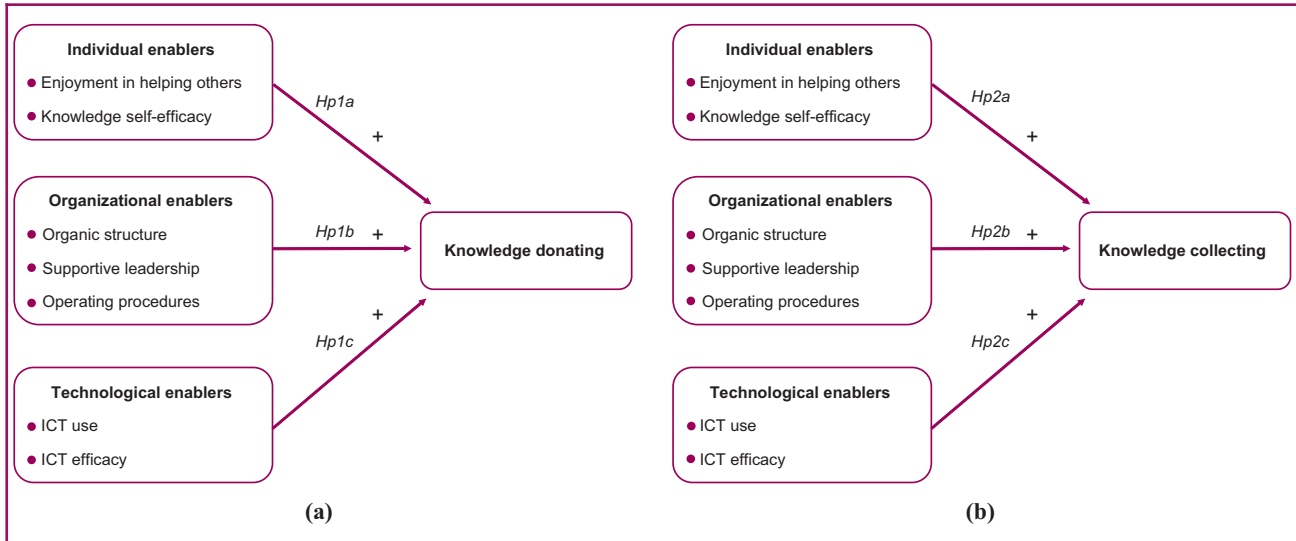 Individual enablers
Enjoyment in helping others
Knowledge self-efficacy
Hp1a
+
Organizational enablers
Organic structure
Supportive leadership
Operating procedures
Hp1b
+
Knowledge donating
Technological enablers
ICT use
ICT efficacy
Hp1c
+
(a)
Individual enablers
Enjoyment in helping others
Knowledge self-efficacy
Hp2a
+
Organizational enablers
Organic structure
Supportive leadership
Operating procedures
Hp2b
+
Knowledge collecting
Technological enablers
ICT use
ICT efficacy
Hp2c
+
(b)